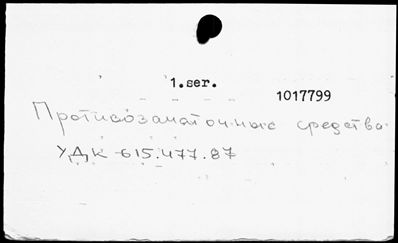 1.ser.
1017799
Противозачаточные средства.
УДК 615.477.87